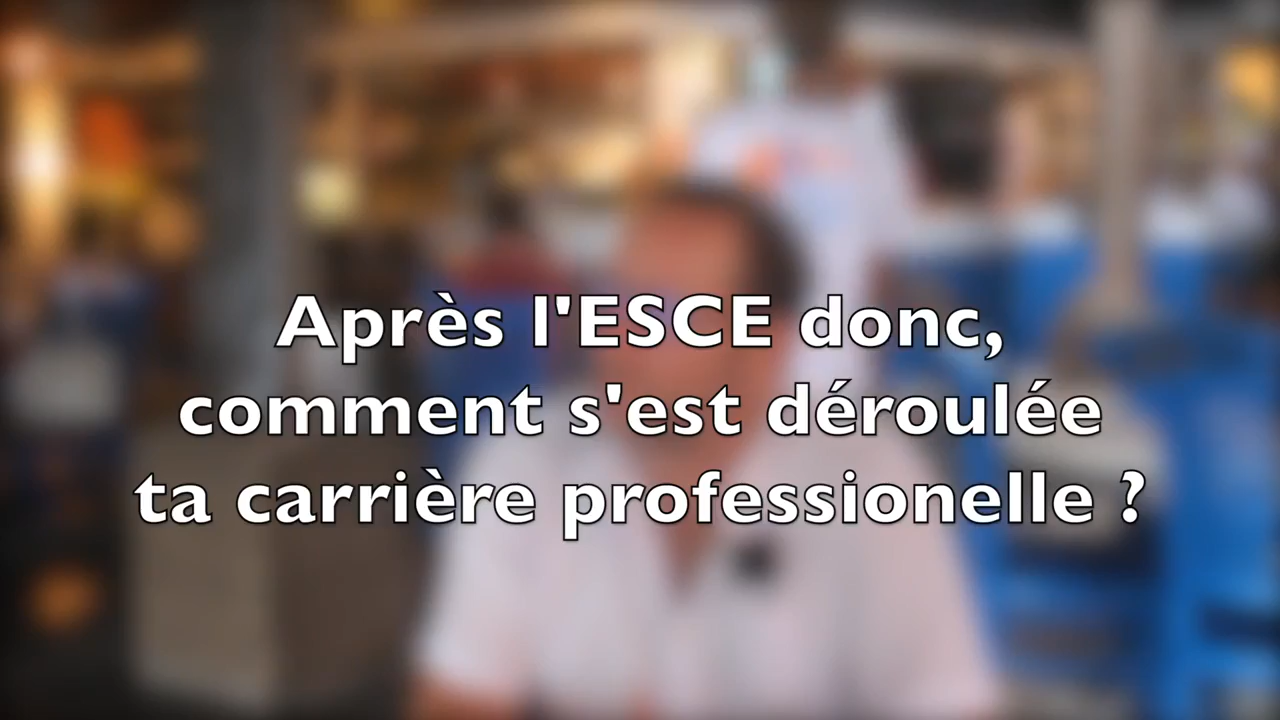 Après l'ESCE donc,
comment s'est déroulée
ta carrière professionelle ?